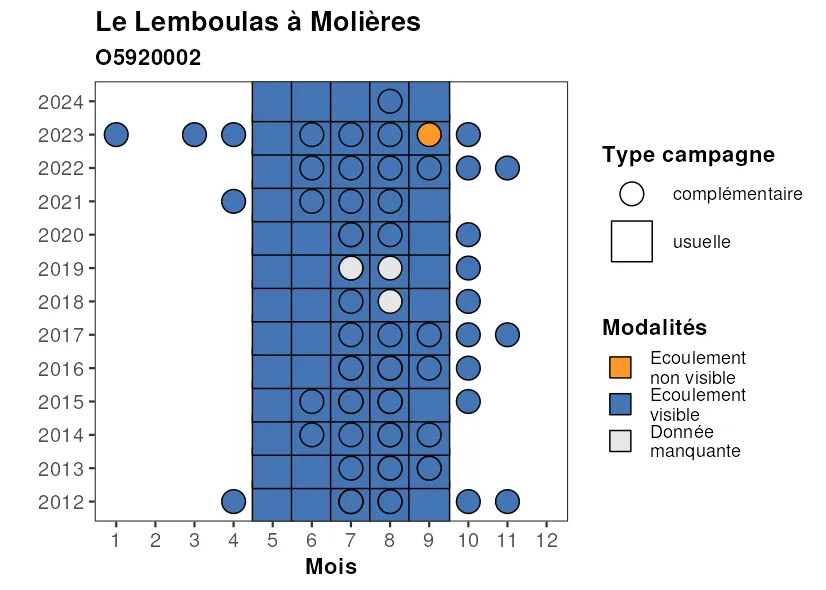 Le Lemboulas à Molières
O5920002
2024
2023
2022
2021
2020
2019
2018
2017
2016
2015
2014
2013
2012
1 2 3 4 5 6 7 8 9 10 11 12
Mois
Type campagne
complémentaire
usuelle
Modalités
Ecoulement
non visible
Ecoulement
visible
Donnée
manquante